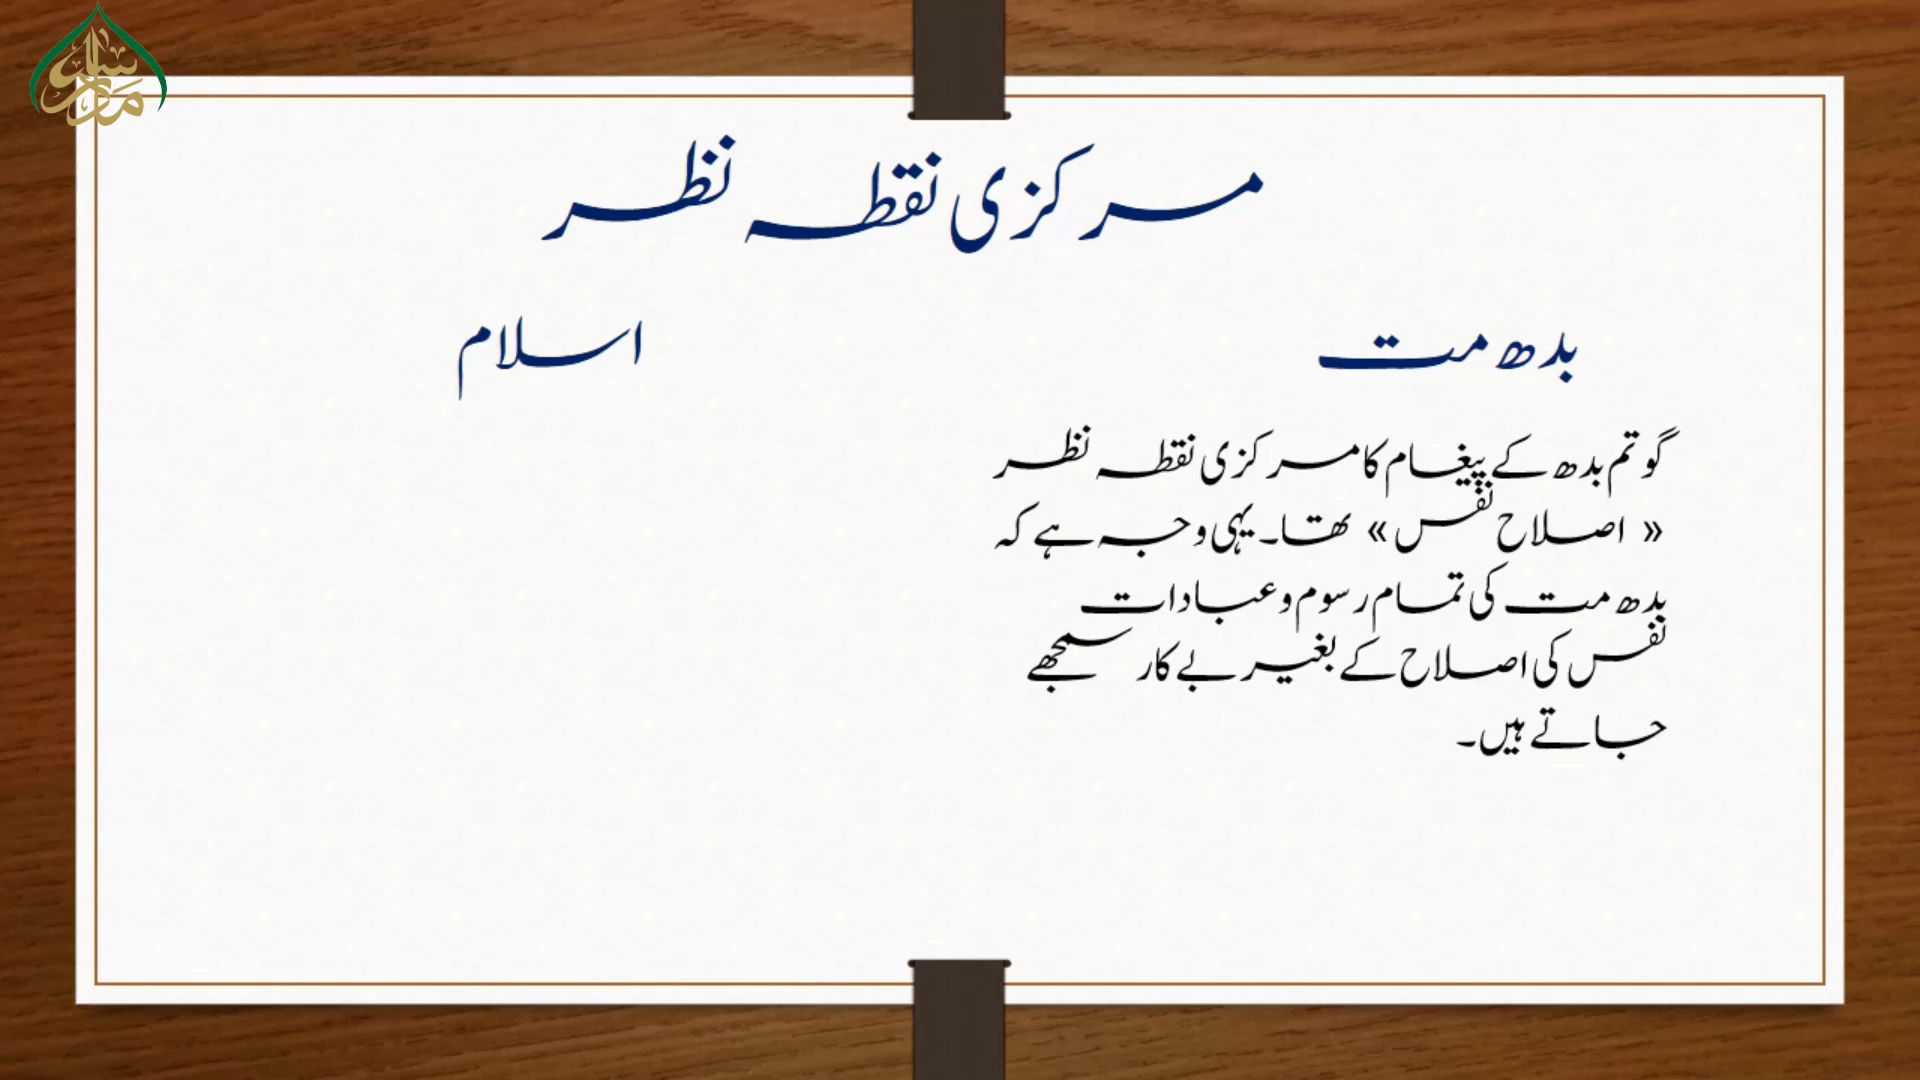 مرکزی نقطہ نظر
بدھ مت
اسلام
گوتم بدھ کے پیغام کا مرکزی نقطہ نظر
« اصلاح نفس » تھا۔ یہی وجہ ہے کہ
بدھ مت کی تمام رسوم و عبادات
نفس کی اصلاح کے بغیر بے کار سمجھے
جاتے ہیں۔